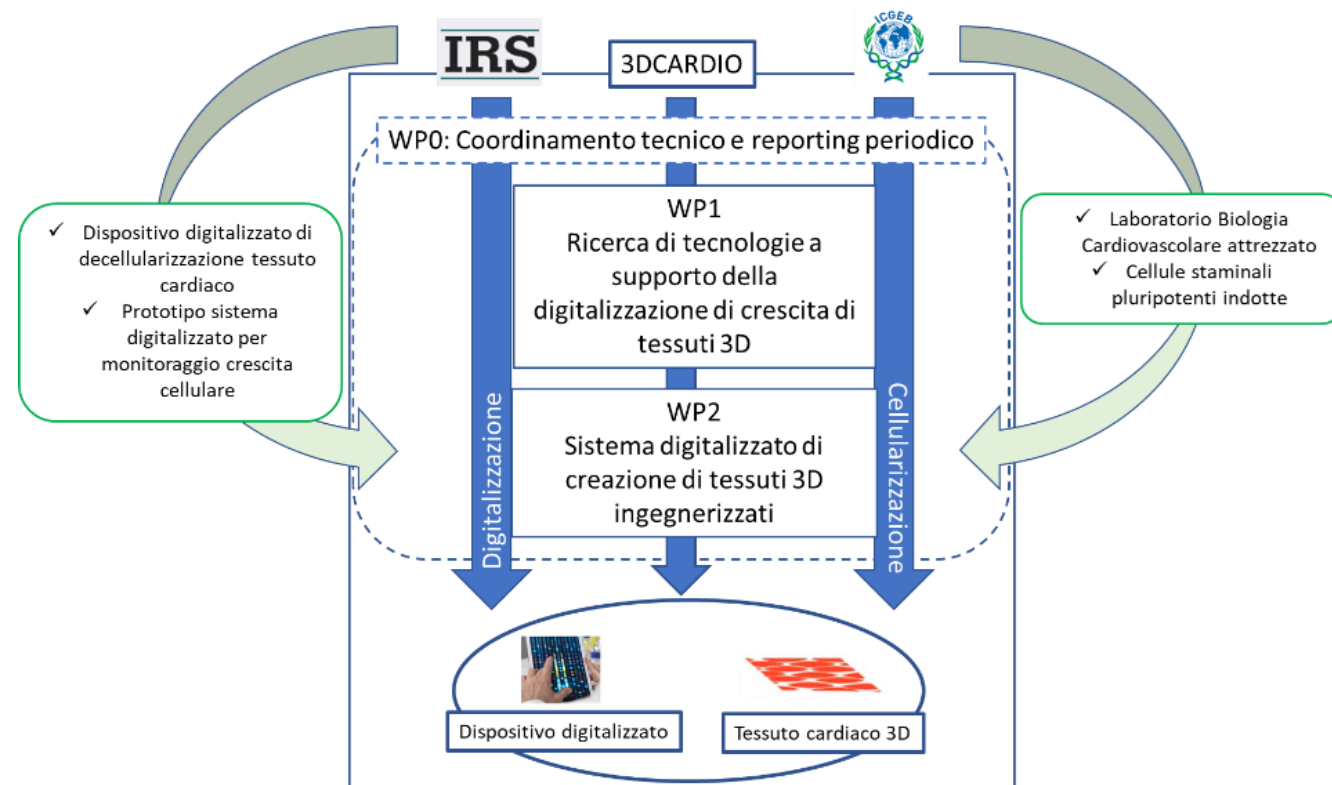 IRS
3DCARDIO
ICGEB
WP0: Coordinamento tecnico e reporting periodico
✓ Dispositivo digitalizzato di
decellularizzazione tessuto
cardiaco
✓ Prototipo sistema
digitalizzato per
monitoraggio crescita
cellulare
WP1
Ricerca di tecnologie a
supporto della
digitalizzazione di crescita di
tessuti 3D
✓ Laboratorio Biologia
Cardiovascolare attrezzato
✓ Cellule staminali
pluripotenti indotte
Digitalizzazione
WP2
Sistema digitalizzato di
creazione di tessuti 3D
ingegnerizzati
Cellularizzazione
Dispositivo digitalizzato
Tessuto cardiaco 3D